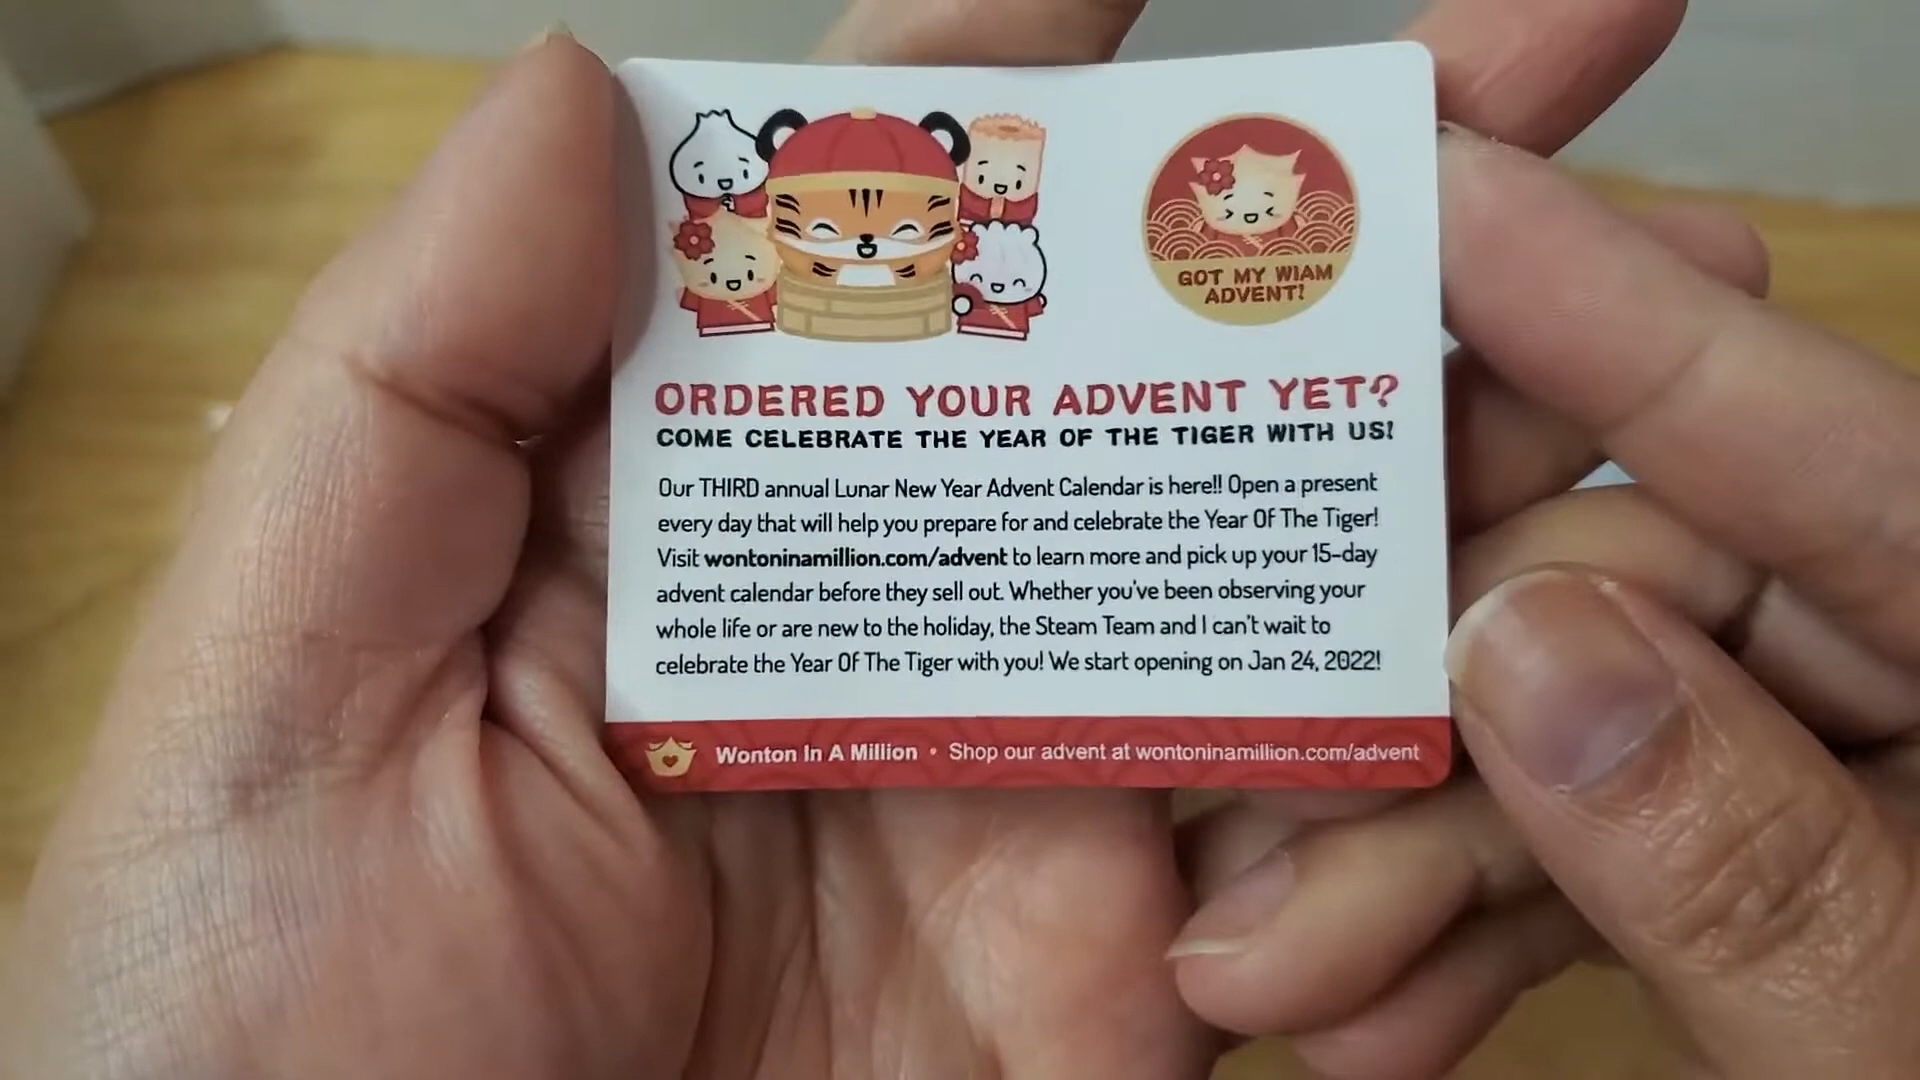 GOT MY WIAM
ADVENT!
ORDERED YOUR ADVENT YET?
COME CELEBRATE THE YEAR OF THE TIGER WITH US!
Our THIRD annual Lunar New Year Advent Calendar is here!! Open a present
every day that will help you prepare for and celebrate the Year Of The Tiger!
Visit wontoninamillion.com/advent to learn more and pick up your 15-day
advent calendar before they sell out. Whether you've been observing your
whole life or are new to the holiday, the Steam Team and I can't wait to
celebrate the Year Of The Tiger with you! We start opening on Jan 24, 2022!
Wonton In A Million • Shop our advent at wontoninamillion.com/advent